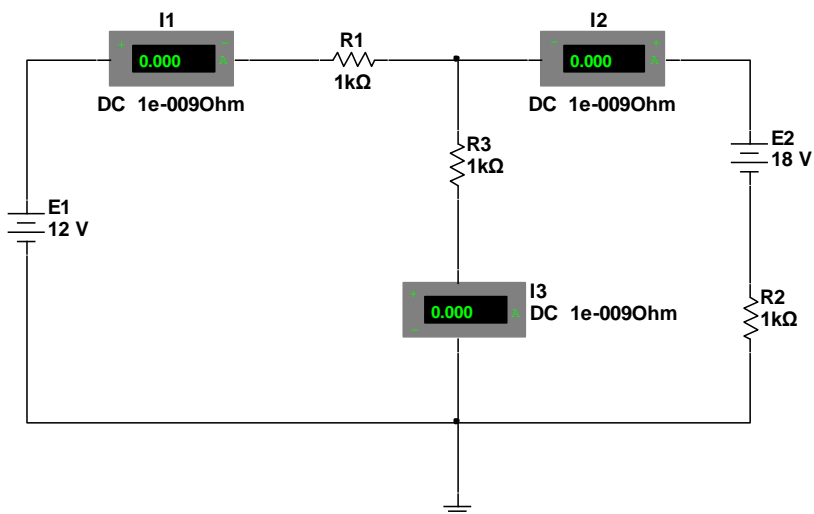 I1
+ 0.000 - A
DC 1e-009Ohm
R1
1kΩ
I2
- 0.000 + A
DC 1e-009Ohm
R3
1kΩ
E2
18 V
E1
12 V
I3
+ 0.000 - A
DC 1e-009Ohm
R2
1kΩ